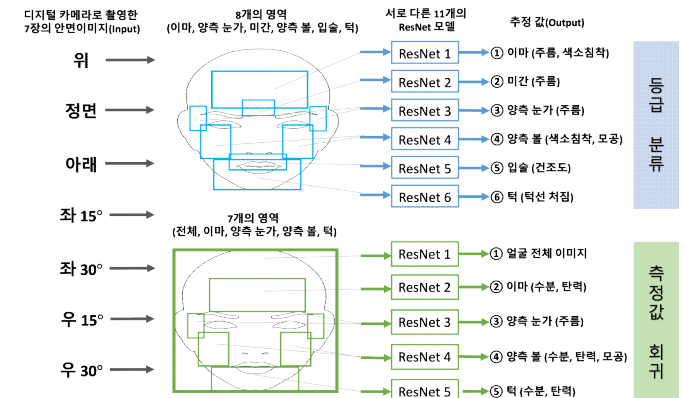 디지털 카메라로 촬영한
7장의 안면이미지(Input)
위
정면
아래
좌 15°
좌 30°
우 15°
우 30°
8개의 영역
(이마, 양측 눈가, 미간, 양측 볼, 입술, 턱)
7개의 영역
(전체, 이마, 양측 눈가, 양측 볼, 턱)
서로 다른 11개의
ResNet 모델
ResNet 1
ResNet 2
ResNet 3
ResNet 4
ResNet 5
ResNet 6
ResNet 1
ResNet 2
ResNet 3
ResNet 4
ResNet 5
추정 값(Output)
① 이마 (주름, 색소침착)
② 미간 (주름)
③ 양측 눈가 (주름)
④ 양측 볼 (색소침착, 모공)
⑤ 입술 (건조도)
⑥ 턱 (턱선 처짐)
① 얼굴 전체 이미지
② 이마 (수분, 탄력)
③ 양측 눈가 (주름)
④ 양측 볼 (수분, 탄력, 모공)
⑤ 턱 (수분, 탄력)
등급 분류
측정값 회귀